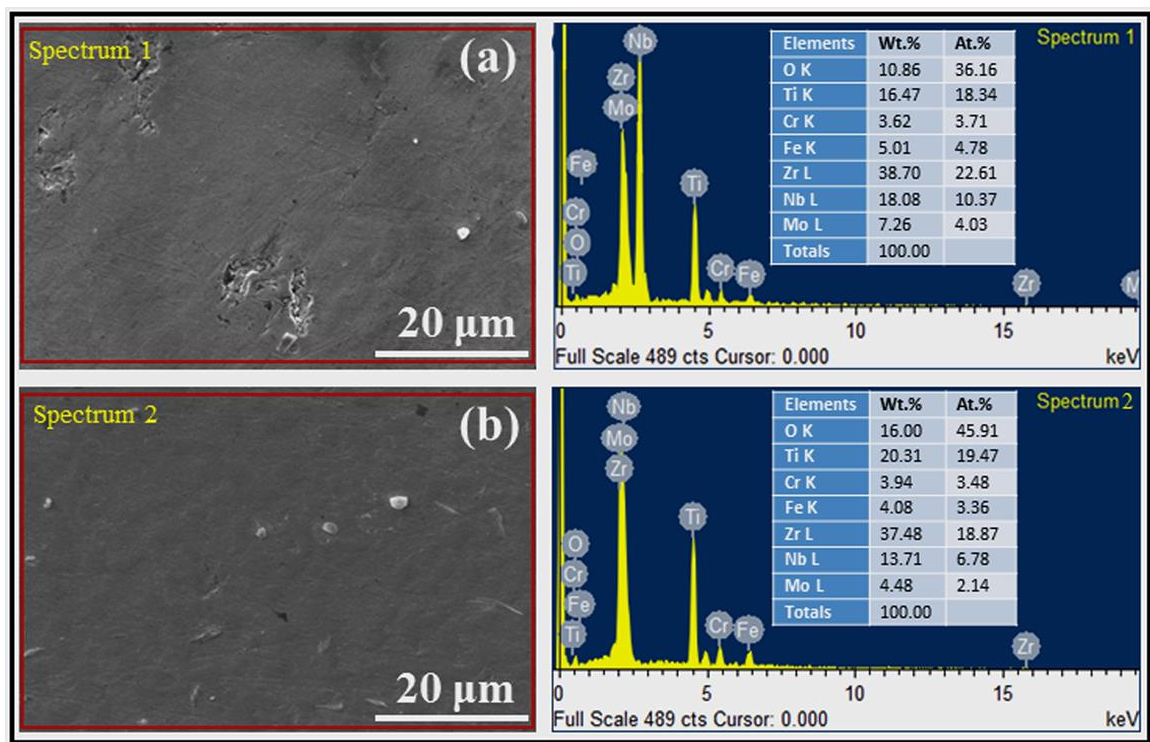 Spectrum 1
(a)
20 μm
Nb
Zr
Mo
Fe
Cr
O
Ti
Ti
Cr
Fe
Zr
M
Spectrum 1
Elements Wt.% At.%
O K 10.86 36.16
Ti K 16.47 18.34
Cr K 3.62 3.71
Fe K 5.01 4.78
Zr L 38.70 22.61
Nb L 18.08 10.37
Mo L 7.26 4.03
Totals 100.00
0 5 10 15
Full Scale 489 cts Cursor: 0.000 keV
Spectrum 2
(b)
20 μm
Nb
Mo
Zr
O
Cr
Fe
Ti
Ti
Cr
Fe
Zr
Spectrum 2
Elements Wt.% At.%
O K 16.00 45.91
Ti K 20.31 19.47
Cr K 3.94 3.48
Fe K 4.08 3.36
Zr L 37.48 18.87
Nb L 13.71 6.78
Mo L 4.48 2.14
Totals 100.00
0 5 10 15
Full Scale 489 cts Cursor: 0.000 keV